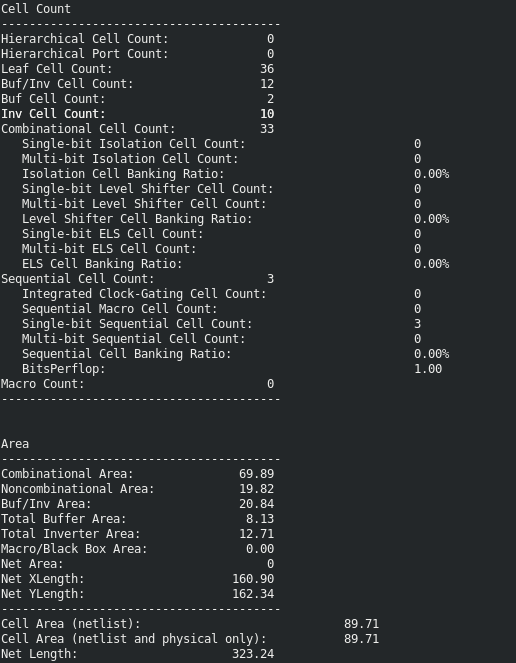 Cell Count
----------------------------------------
Hierarchical Cell Count:              0
Hierarchical Port Count:              0
Leaf Cell Count:                     36
Buf/Inv Cell Count:                  12
Buf Cell Count:                       2
Inv Cell Count:                      10
Combinational Cell Count:            33
   Single-bit Isolation Cell Count:                        0
   Multi-bit Isolation Cell Count:                         0
   Isolation Cell Banking Ratio:                           0.00%
   Single-bit Level Shifter Cell Count:                    0
   Multi-bit Level Shifter Cell Count:                     0
   Level Shifter Cell Banking Ratio:                       0.00%
   Single-bit ELS Cell Count:                              0
   Multi-bit ELS Cell Count:                               0
   ELS Cell Banking Ratio:                                 0.00%
Sequential Cell Count:                3
   Integrated Clock-Gating Cell Count:                     0
   Sequential Macro Cell Count:                            0
   Single-bit Sequential Cell Count:                       3
   Multi-bit Sequential Cell Count:                        0
   Sequential Cell Banking Ratio:                          0.00%
   BitsPerflop:                                            1.00
Macro Count:                          0
----------------------------------------
Area
----------------------------------------
Combinational Area:               69.89
Noncombinational Area:            19.82
Buf/Inv Area:                     20.84
Total Buffer Area:                 8.13
Total Inverter Area:              12.71
Macro/Black Box Area:              0.00
Net Area:                             0
Net XLength:                     160.90
Net YLength:                     162.34
----------------------------------------
Cell Area (netlist):                             89.71
Cell Area (netlist and physical only):           89.71
Net Length:                      323.24